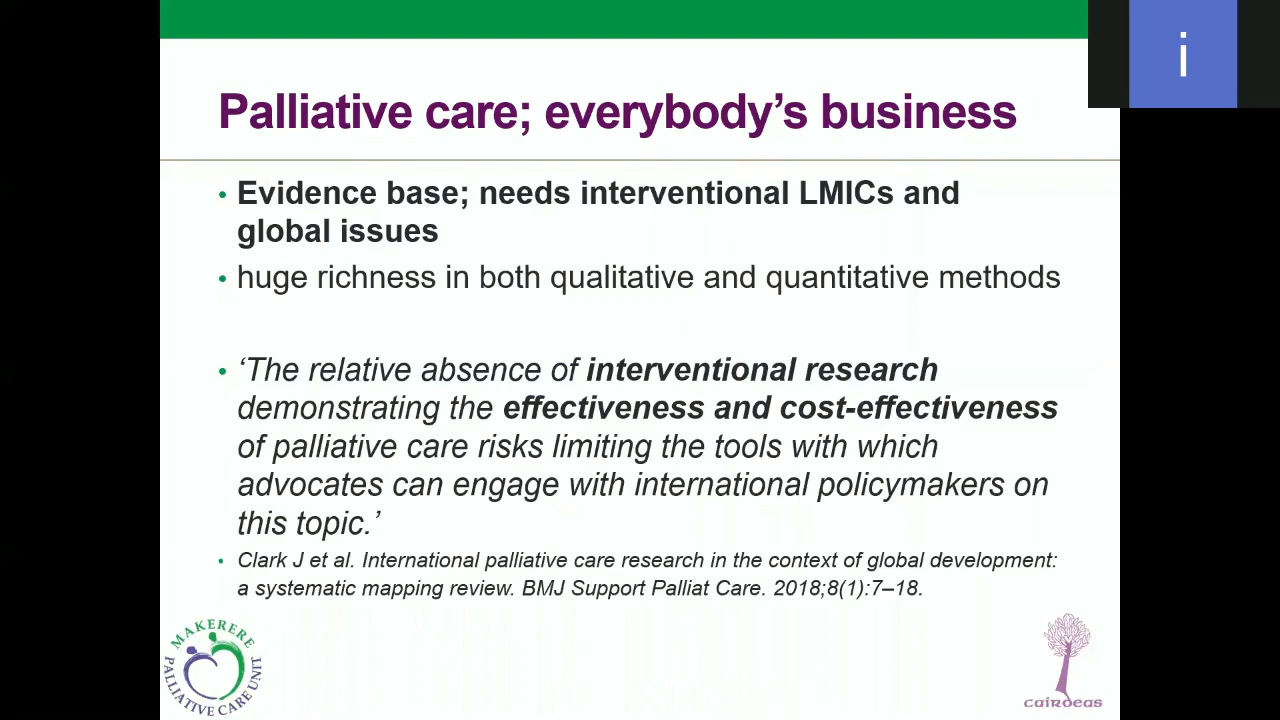 i
Palliative care; everybody’s business
• Evidence base; needs interventional LMICs and
global issues
• huge richness in both qualitative and quantitative methods
• ‘The relative absence of interventional research
demonstrating the effectiveness and cost-effectiveness
of palliative care risks limiting the tools with which
advocates can engage with international policymakers on
this topic.’
• Clark J et al. International palliative care research in the context of global development:
a systematic mapping review. BMJ Support Palliat Care. 2018;8(1):7–18.
MAKERERE
PALLIATIVE CARE UNIT
cairdeas